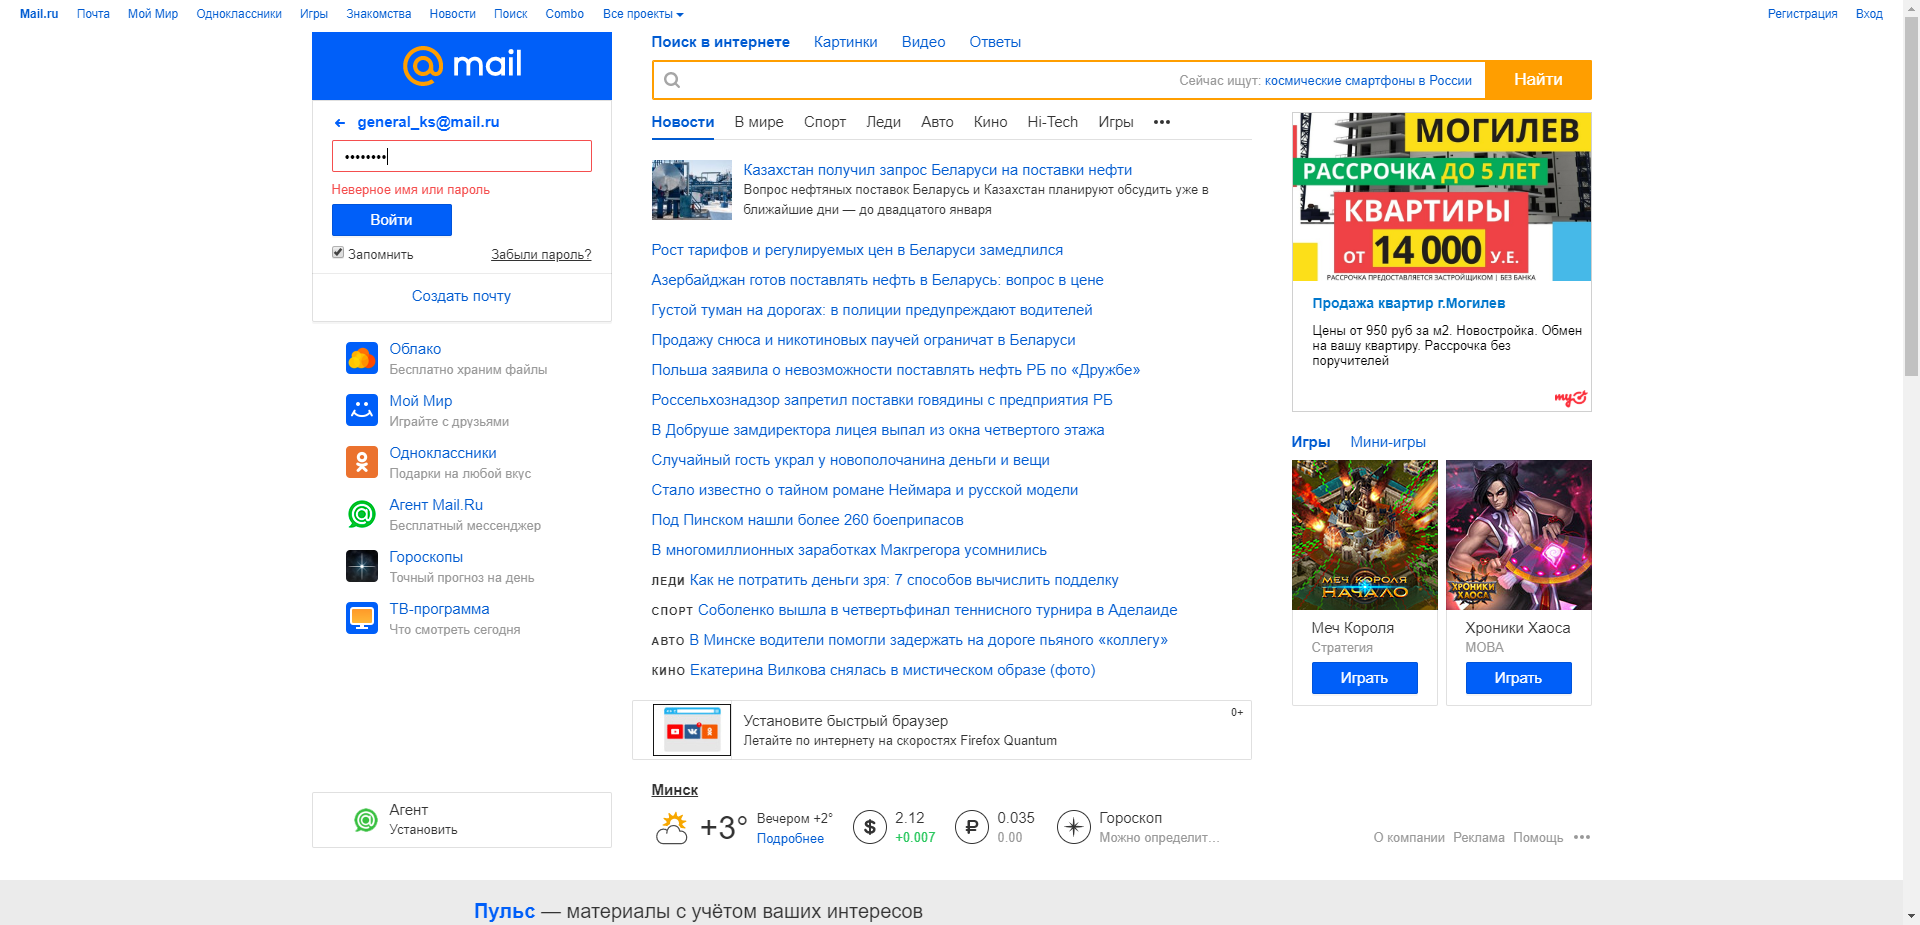 Mail.ru Почта Мой Мир Одноклассники Игры Знакомства Новости Поиск Combo Все проекты Регистрация Вход
mail
general_ks@mail.ru
••••••••
Неверное имя или пароль
Войти
Запомнить Забыли пароль?
Создать почту
Облако
Бесплатно храним файлы
Мой Мир
Играйте с друзьями
Одноклассники
Подарки на любой вкус
Агент Mail.Ru
Бесплатный мессенджер
Гороскопы
Точный прогноз на день
ТВ-программа
Что смотреть сегодня
Агент
Установить
Поиск в интернете Картинки Видео Ответы
Сейчас ищут: космические смартфоны в России Найти
Новости В мире Спорт Леди Авто Кино Hi-Tech Игры •••
Казахстан получил запрос Беларуси на поставки нефти
Вопрос нефтяных поставок Беларусь и Казахстан планируют обсудить уже в
ближайшие дни — до двадцатого января
Рост тарифов и регулируемых цен в Беларуси замедлился
Азербайджан готов поставлять нефть в Беларусь: вопрос в цене
Густой туман на дорогах: в полиции предупреждают водителей
Продажу снюса и никотиновых паучей ограничат в Беларуси
Польша заявила о невозможности поставлять нефть РБ по «Дружбе»
Россельхознадзор запретил поставки говядины с предприятия РБ
В Добруше замдиректора лицея выпал из окна четвертого этажа
Случайный гость украл у новополочанина деньги и вещи
Стало известно о тайном романе Неймара и русской модели
Под Пинском нашли более 260 боеприпасов
В многомиллионных заработках Макгрегора усомнились
ЛЕДИ Как не потратить деньги зря: 7 способов вычислить подделку
СПОРТ Соболенко вышла в четвертьфинал теннисного турнира в Аделаиде
АВТО В Минске водители помогли задержать на дороге пьяного «коллегу»
КИНО Екатерина Вилкова снялась в мистическом образе (фото)
Установите быстрый браузер 0+
Летайте по интернету на скоростях Firefox Quantum
Минск
+3° Вечером +2° $ 2.12 ₽ 0.035 Гороскоп
Подробнее +0.007 0.00 Можно определит...
МОГИЛЕВ
РАССРОЧКА ДО 5 ЛЕТ
КВАРТИРЫ
ОТ 14 000 У.Е.
РАССРОЧКА ПРЕДОСТАВЛЯЕТСЯ ЗАСТРОЙЩИКОМ | БЕЗ БАНКА
Продажа квартир г.Могилев
Цены от 950 руб за м2. Новостройка. Обмен
на вашу квартиру. Рассрочка без
поручителей
my
Игры Мини-игры
МЕЧ КОРОЛЯ
НАЧАЛО
ХРОНИКИ
ХАОСА
Меч Короля
Стратегия
Играть
Хроники Хаоса
МОВА
Играть
О компании Реклама Помощь •••
Пульс — материалы с учётом ваших интересов